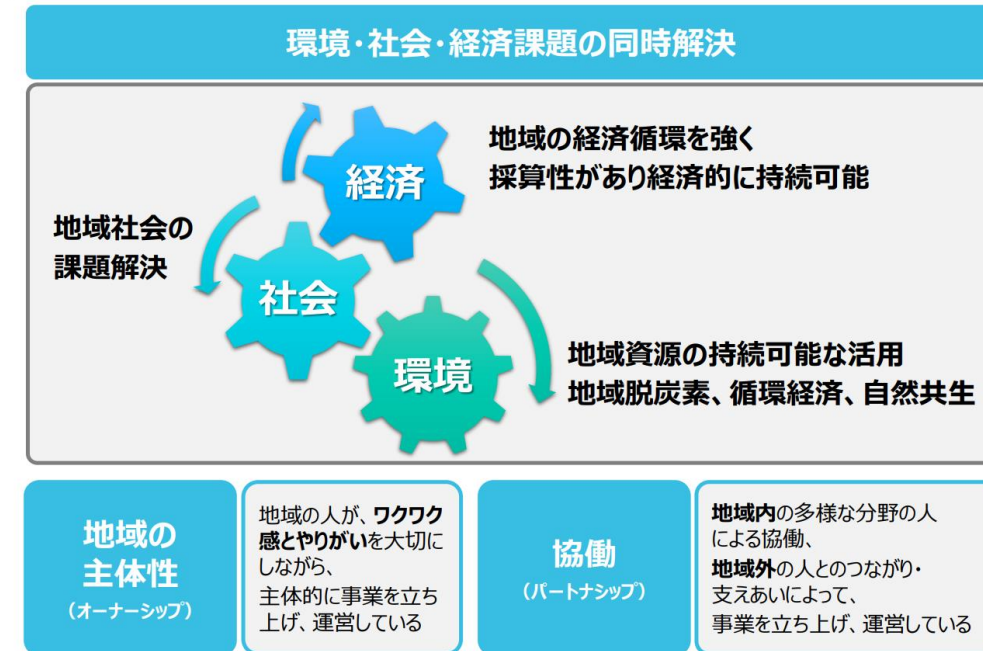 環境・社会・経済課題の同時解決
経済
地域の経済循環を強く
採算性があり経済的に持続可能
地域社会の
課題解決
社会
環境
地域資源の持続可能な活用
地域脱炭素、循環経済、自然共生
地域の
主体性
（オーナーシップ）
地域の人が、ワクワク
感とやりがいを大切に
しながら、
主体的に事業を立ち
上げ、運営している
協働
（パートナシップ）
地域内の多様な分野の人
による協働、
地域外の人とのつながり・
支えあいによって、
事業を立ち上げ、運営している